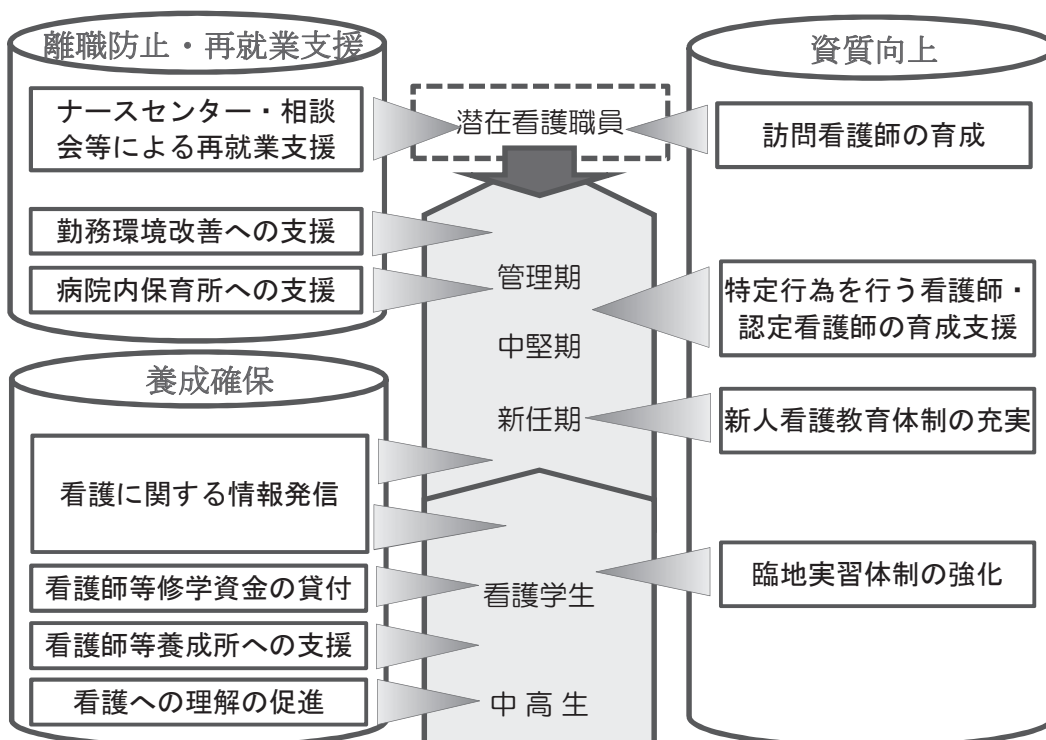 離職防止・再就業支援
ナースセンター・相談
会等による再就業支援
勤務環境改善への支援
病院内保育所への支援
養成確保
看護に関する情報発信
看護師等修学資金の貸付
看護師等養成所への支援
看護への理解の促進
潜在看護職員
管理期
中堅期
新任期
看護学生
中高生
資質向上
訪問看護師の育成
特定行為を行う看護師・
認定看護師の育成支援
新人看護教育体制の充実
臨地実習体制の強化